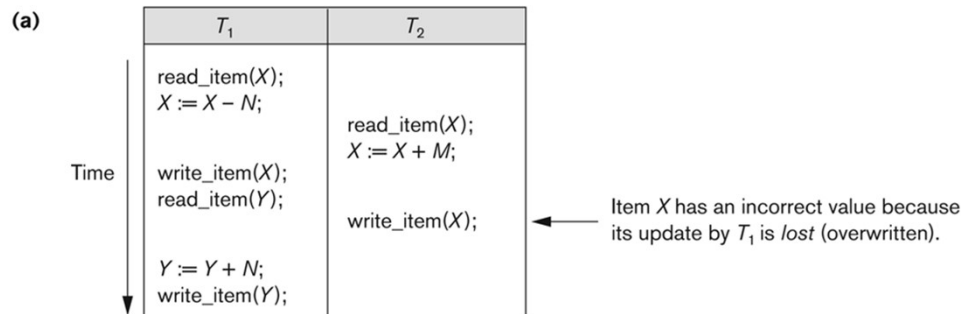 (a)
T₁ T₂
read_item(X);
X := X – N;
read_item(X);
X := X + M;
Time
write_item(X);
read_item(Y);
write_item(X);
Item X has an incorrect value because
its update by T₁ is lost (overwritten).
Y := Y + N;
write_item(Y);